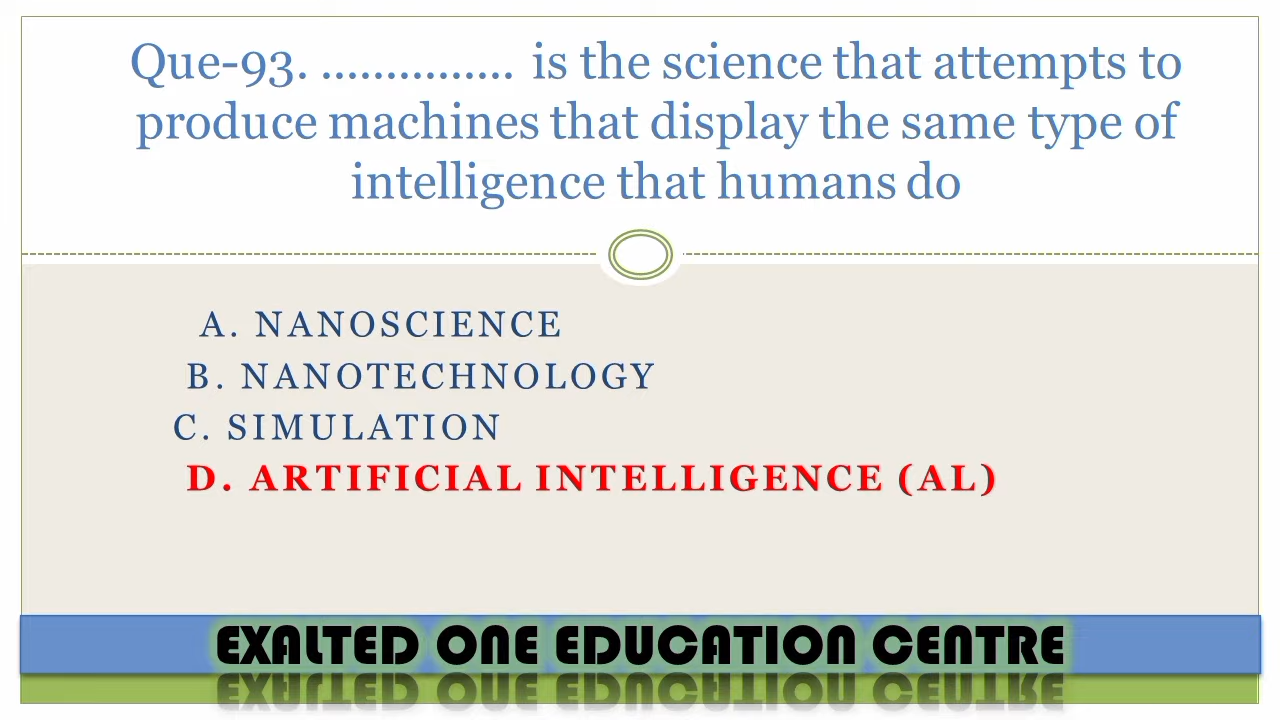 Que-93. ............... is the science that attempts to
produce machines that display the same type of
intelligence that humans do
A. NANOSCIENCE
B. NANOTECHNOLOGY
C. SIMULATION
D. ARTIFICIAL INTELLIGENCE (AL)
EXALTED ONE EDUCATION CENTRE